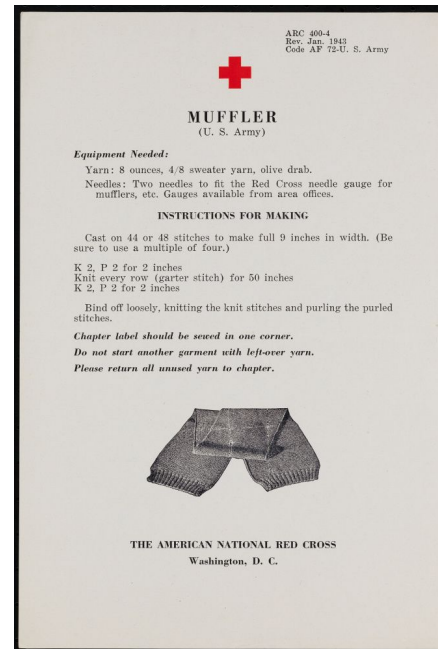 ARC 400-4
Rev. Jan. 1943
Code AF 72-U. S. Army
MUFFLER
(U. S. Army)
Equipment Needed:
Yarn: 8 ounces, 4/8 sweater yarn, olive drab.
Needles: Two needles to fit the Red Cross needle gauge for
mufflers, etc. Gauges available from area offices.
INSTRUCTIONS FOR MAKING
Cast on 44 or 48 stitches to make full 9 inches in width. (Be
sure to use a multiple of four.)
K 2, P 2 for 2 inches
Knit every row (garter stitch) for 50 inches
K 2, P 2 for 2 inches
Bind off loosely, knitting the knit stitches and purling the purled
stitches.
Chapter label should be sewed in one corner.
Do not start another garment with left-over yarn.
Please return all unused yarn to chapter.
THE AMERICAN NATIONAL RED CROSS
Washington, D. C.